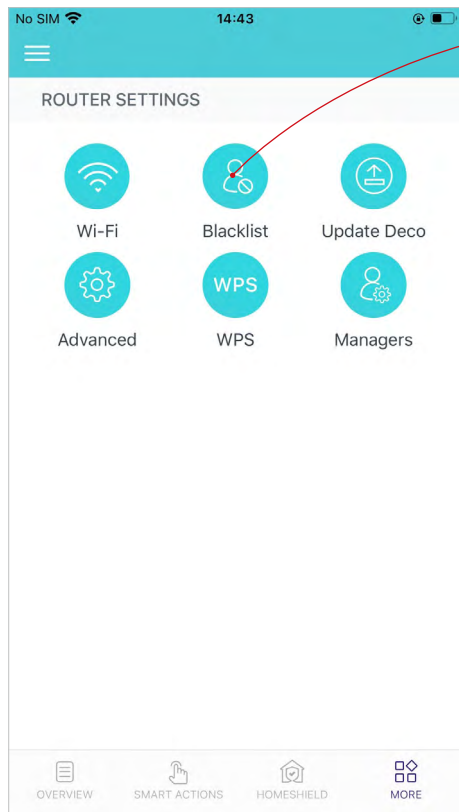 No SIM 14:43
ROUTER SETTINGS
Wi-Fi Blacklist Update Deco
WPS
Advanced WPS Managers
OVERVIEW SMART ACTIONS HOMESHIELD MORE